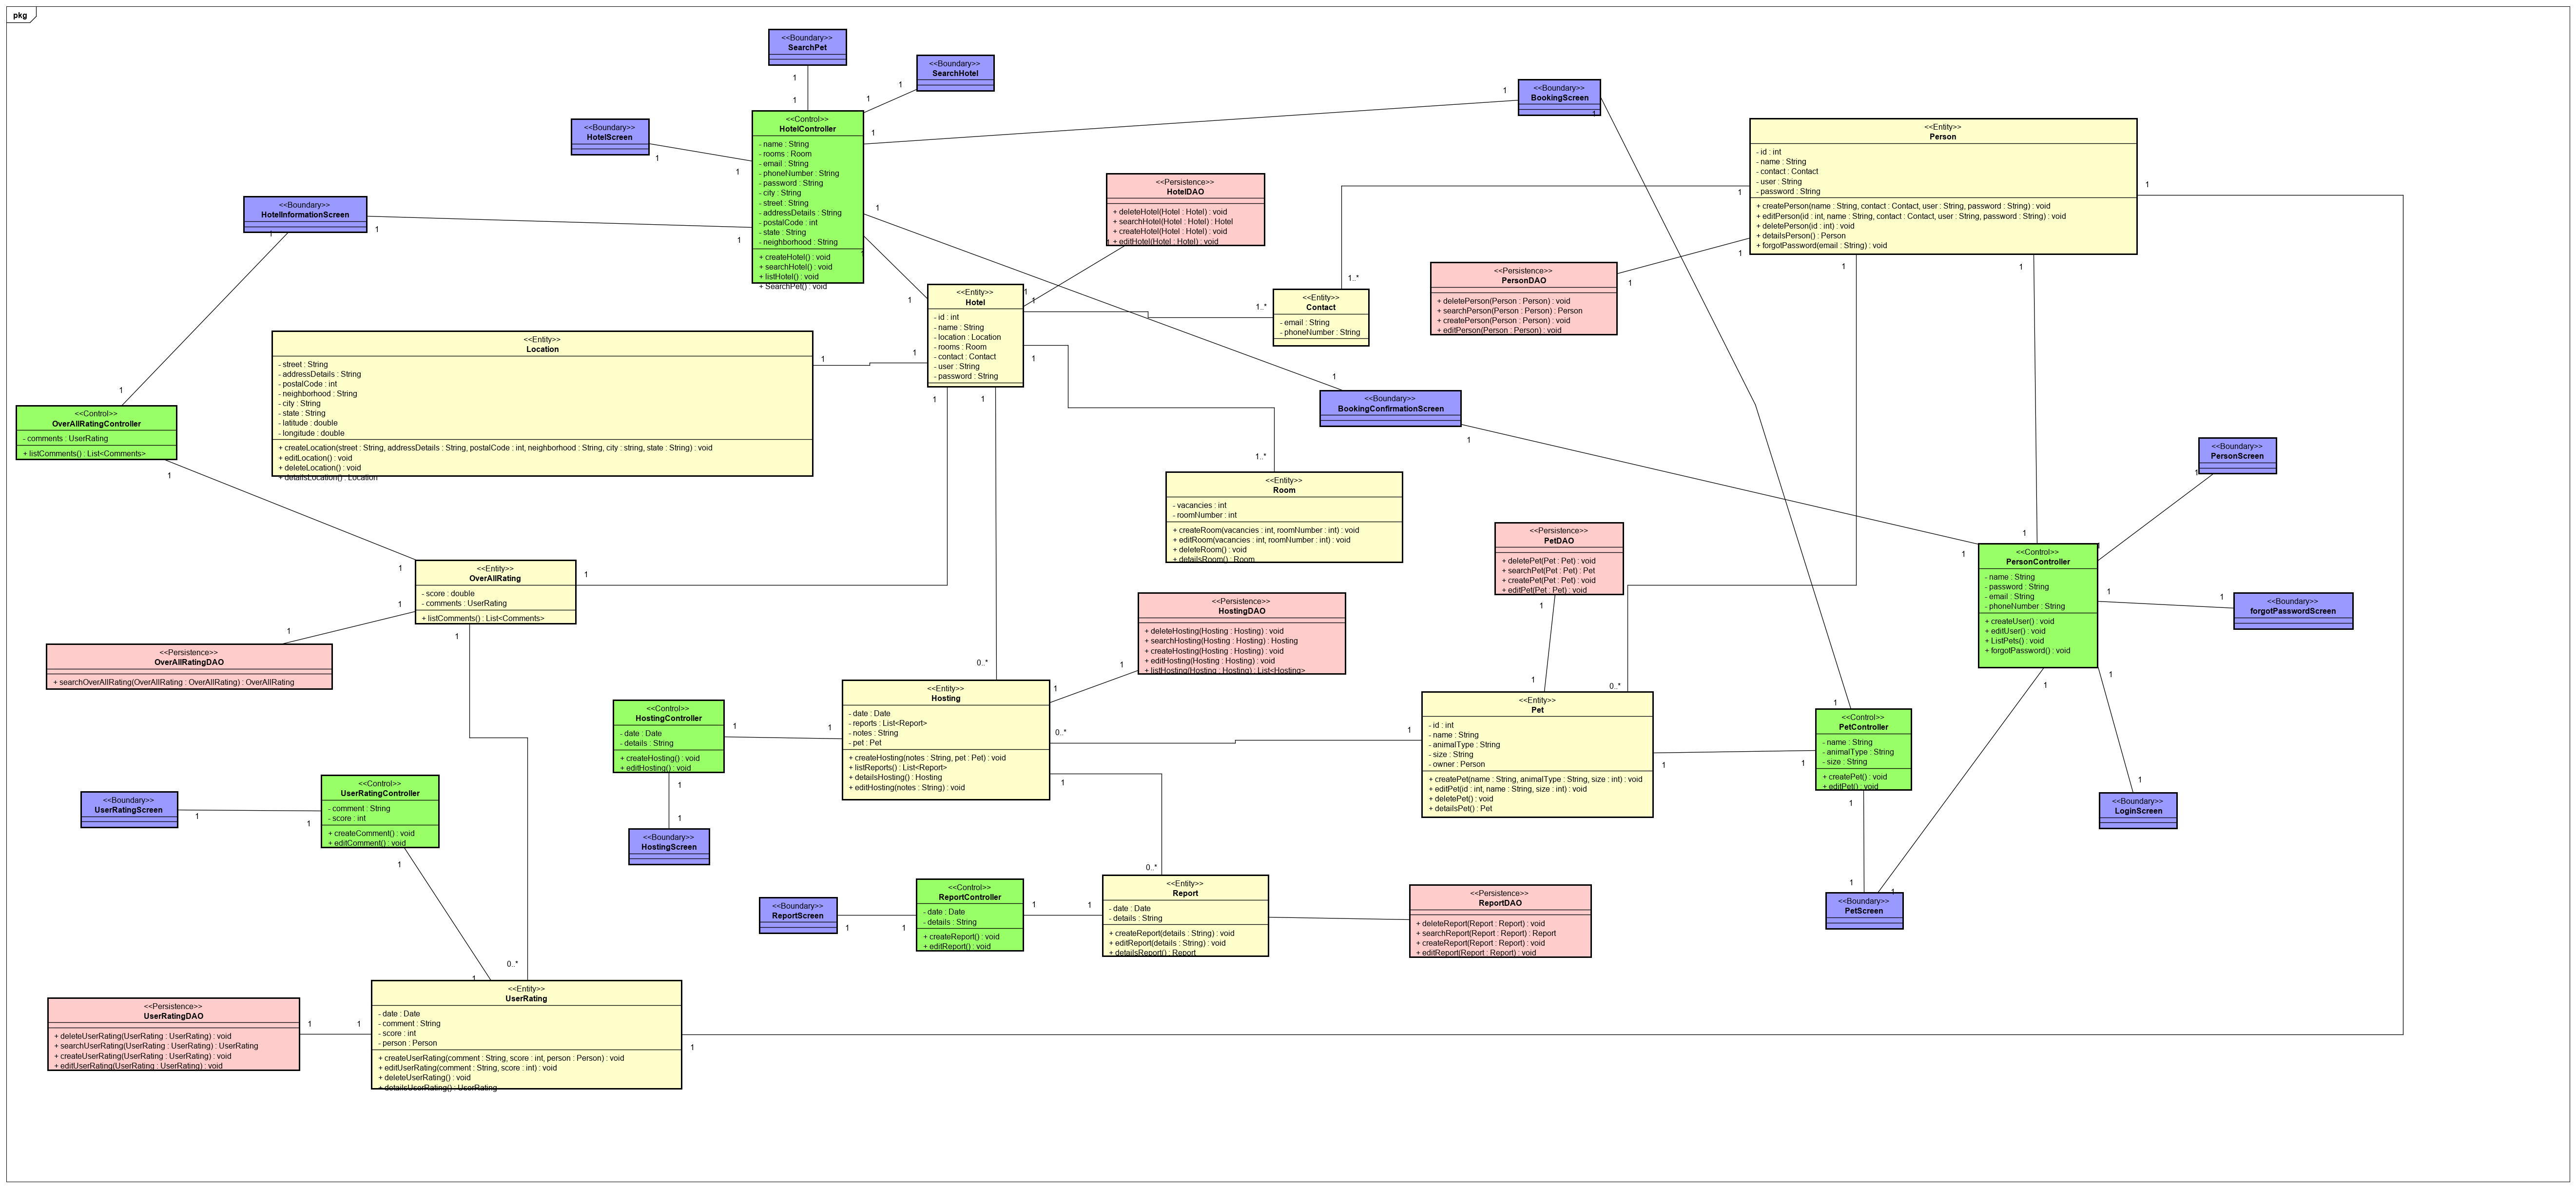 pkg
<<Boundary>>
SearchPet
1
1
<<Boundary>>
SearchHotel
1
1
<<Boundary>>
HotelScreen
1
1
<<Control>>
HotelController
- name : String
- rooms : Room
- email : String
- phoneNumber : String
- password : String
- city : String
- street : String
- addressDetails : String
- postalCode : int
- state : String
- neighborhood : String
+ createHotel() : void
+ searchHotel() : void
+ listHotel() : void
+ SearchPet() : void
1
1
1
1
<<Boundary>>
BookingScreen
1
1
<<Entity>>
Person
- id : int
- name : String
- contact : Contact
- user : String
- password : String
+ createPerson(name : String, contact : Contact, user : String, password : String) : void
+ editPerson(id : int, name : String, contact : Contact, user : String, password : String) : void
+ deletePerson(id : int) : void
+ detailsPerson() : Person
+ forgotPassword(email : String) : void
1
1
1
1
1
<<Persistence>>
HotelDAO
+ deleteHotel(Hotel : Hotel) : void
+ searchHotel(Hotel : Hotel) : Hotel
+ createHotel(Hotel : Hotel) : void
+ editHotel(Hotel : Hotel) : void
1
<<Boundary>>
HotelInformationScreen
1
1
<<Persistence>>
PersonDAO
+ deletePerson(Person : Person) : void
+ searchPerson(Person : Person) : Person
+ createPerson(Person : Person) : void
+ editPerson(Person : Person) : void
1
<<Entity>>
Hotel
- id : int
- name : String
- location : Location
- rooms : Room
- contact : Contact
- user : String
- password : String
1
1
1
1
1
1
1
<<Entity>>
Contact
- email : String
- phoneNumber : String
1..*
1..*
<<Entity>>
Location
- street : String
- addressDetails : String
- postalCode : int
- neighborhood : String
- city : String
- state : String
- latitude : double
- longitude : double
+ createLocation(street : String, addressDetails : String, postalCode : int, neighborhood : String, city : string, state : String) : void
+ editLocation() : void
+ deleteLocation() : void
+ detailsLocation() : Location
1
<<Boundary>>
BookingConfirmationScreen
1
1
<<Control>>
OverAllRatingController
- comments : UserRating
+ listComments() : List<Comments>
1
1
<<Boundary>>
PersonScreen
1
<<Entity>>
Room
- vacancies : int
- roomNumber : int
+ createRoom(vacancies : int, roomNumber : int) : void
+ editRoom(vacancies : int, roomNumber : int) : void
+ deleteRoom() : void
+ detailsRoom() : Room
1..*
<<Persistence>>
PetDAO
+ deletePet(Pet : Pet) : void
+ searchPet(Pet : Pet) : Pet
+ createPet(Pet : Pet) : void
+ editPet(Pet : Pet) : void
1
<<Control>>
PersonController
- name : String
- password : String
- email : String
- phoneNumber : String
+ createUser() : void
+ editUser() : void
+ ListPets() : void
+ forgotPassword() : void
1
1
1
1
1
1
<<Entity>>
OverAllRating
- score : double
- comments : UserRating
+ listComments() : List<Comments>
1
1
1
1
<<Persistence>>
HostingDAO
+ deleteHosting(Hosting : Hosting) : void
+ searchHosting(Hosting : Hosting) : Hosting
+ createHosting(Hosting : Hosting) : void
+ editHosting(Hosting : Hosting) : void
+ listHosting(Hosting : Hosting) : List<Hosting>
1
<<Boundary>>
forgotPasswordScreen
1
<<Persistence>>
OverAllRatingDAO
+ searchOverAllRating(OverAllRating : OverAllRating) : OverAllRating
1
<<Entity>>
Hosting
- date : Date
- reports : List<Report>
- notes : String
- pet : Pet
+ createHosting(notes : String, pet : Pet) : void
+ listReports() : List<Report>
+ detailsHosting() : Hosting
+ editHosting(notes : String) : void
0..*
1
0..*
1
1
<<Control>>
HostingController
- date : Date
- details : String
+ createHosting() : void
+ editHosting() : void
1
1
<<Entity>>
Pet
- id : int
- name : String
- animalType : String
- size : String
- owner : Person
+ createPet(name : String, animalType : String, size : int) : void
+ editPet(id : int, name : String, size : int) : void
+ deletePet() : void
+ detailsPet() : Pet
1
0..*
1
1
<<Control>>
PetController
- name : String
- animalType : String
- size : String
+ createPet() : void
+ editPet() : void
1
1
1
<<Control>>
UserRatingController
- comment : String
- score : int
+ createComment() : void
+ editComment() : void
1
1
<<Boundary>>
UserRatingScreen
1
<<Boundary>>
HostingScreen
1
<<Boundary>>
LoginScreen
1
<<Boundary>>
ReportScreen
1
<<Control>>
ReportController
- date : Date
- details : String
+ createReport() : void
+ editReport() : void
1
1
<<Entity>>
Report
- date : Date
- details : String
+ createReport(details : String) : void
+ editReport(details : String) : void
+ detailsReport() : Report
0..*
1
<<Persistence>>
ReportDAO
+ deleteReport(Report : Report) : void
+ searchReport(Report : Report) : Report
+ createReport(Report : Report) : void
+ editReport(Report : Report) : void
<<Boundary>>
PetScreen
1
1
<<Persistence>>
UserRatingDAO
+ deleteUserRating(UserRating : UserRating) : void
+ searchUserRating(UserRating : UserRating) : UserRating
+ createUserRating(UserRating : UserRating) : void
+ editUserRating(UserRating : UserRating) : void
1
<<Entity>>
UserRating
- date : Date
- comment : String
- score : int
- person : Person
+ createUserRating(comment : String, score : int, person : Person) : void
+ editUserRating(comment : String, score : int) : void
+ deleteUserRating() : void
+ detailsUserRating() : UserRating
1
1
0..*
1